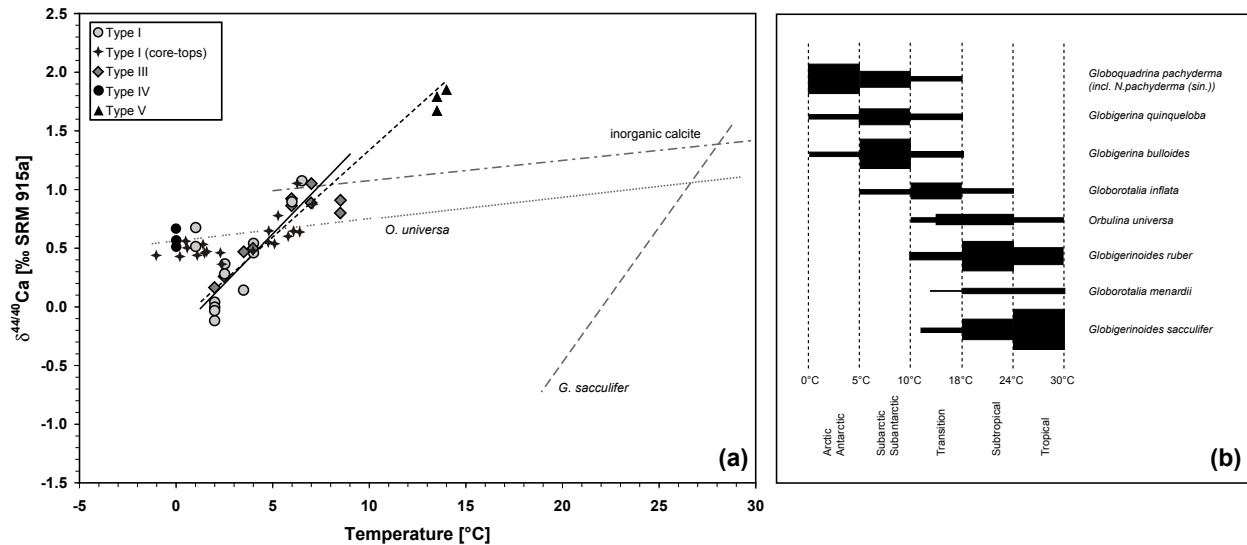 2.5
2.0
1.5
1.0
0.5
0.0
-0.5
-1.0
-1.5
-5
0
5
10
15
20
25
30
δ44/40Ca [‰ SRM 915a]
Temperature [°C]
Type I
Type I (core-tops)
Type III
Type IV
Type V
inorganic calcite
O. universa
G. sacculifer
(a)
Globoquadrina pachyderma
(incl. N.pachyderma (sin.))
Globigerina quinqueloba
Globigerina bulloides
Globorotalia inflata
Orbulina universa
Globigerinoides ruber
Globorotalia menardii
Globigerinoides sacculifer
0°C
5°C
10°C
18°C
24°C
30°C
Arctic
Antarctic
Subarctic
Subantarctic
Transition
Subtropical
Tropical
(b)